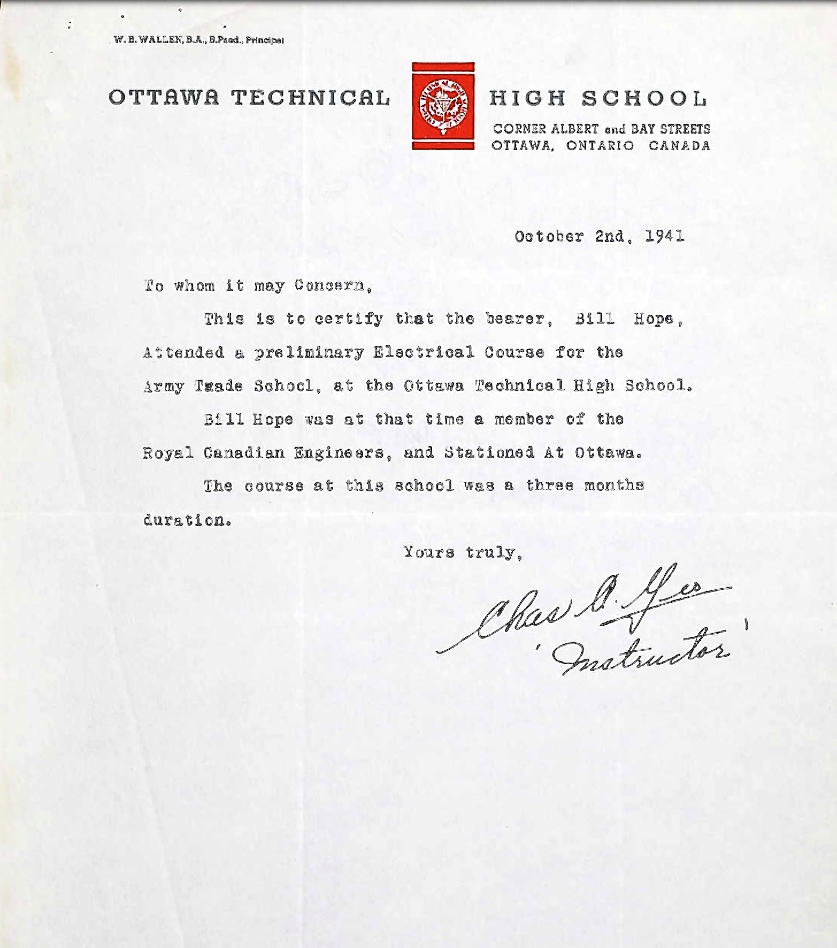 W. B. WALLEN, B.A., B.Paed., Principal
OTTAWA TECHNICAL HIGH SCHOOL
CORNER ALBERT and BAY STREETS
OTTAWA, ONTARIO CANADA
October 2nd, 1941
To whom it may Concern,
This is to certify that the bearer, Bill Hope,
Attended a preliminary Electrical Course for the
Army Trade School, at the Ottawa Technical High School.
Bill Hope was at that time a member of the
Royal Canadian Engineers, and Stationed At Ottawa.
The course at this school was a three months
duration.
Yours truly,
Chas A. Yeo
'Instructor'